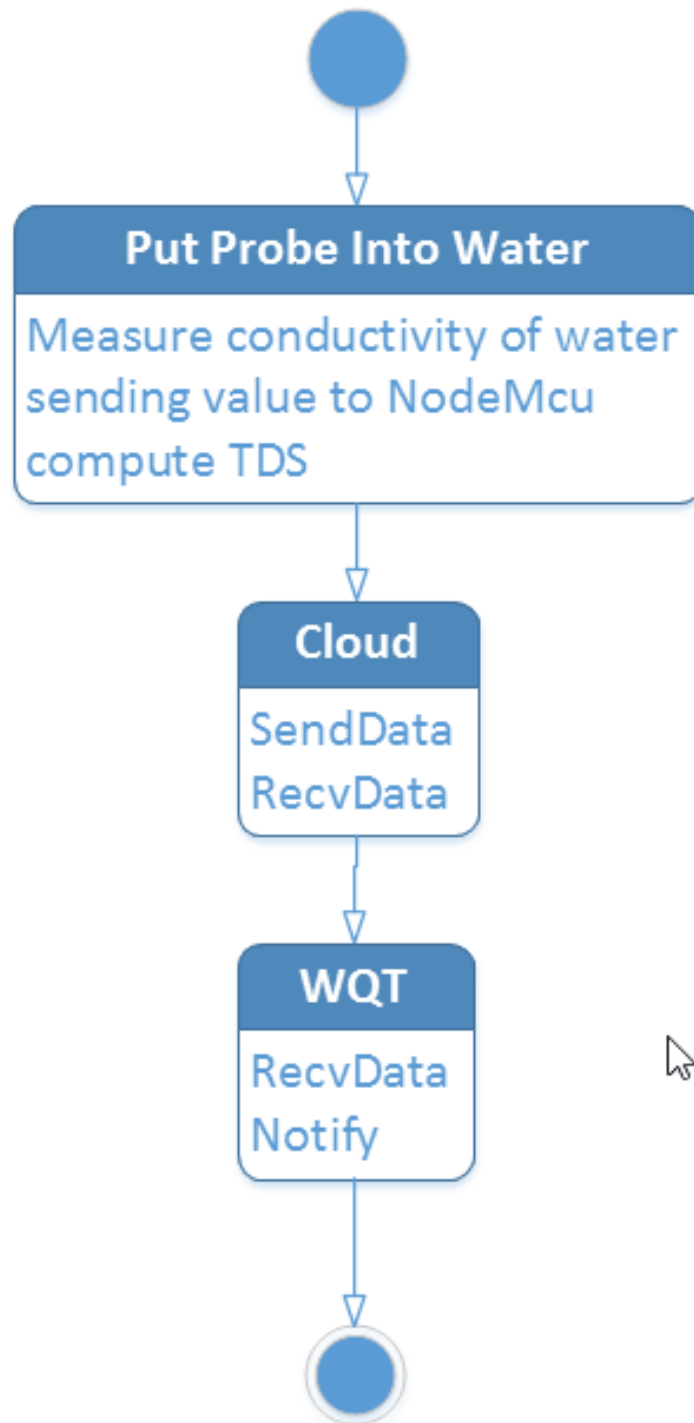 Put Probe Into Water
Measure conductivity of water
sending value to NodeMcu
compute TDS
Cloud
SendData
RecvData
WQT
RecvData
Notify